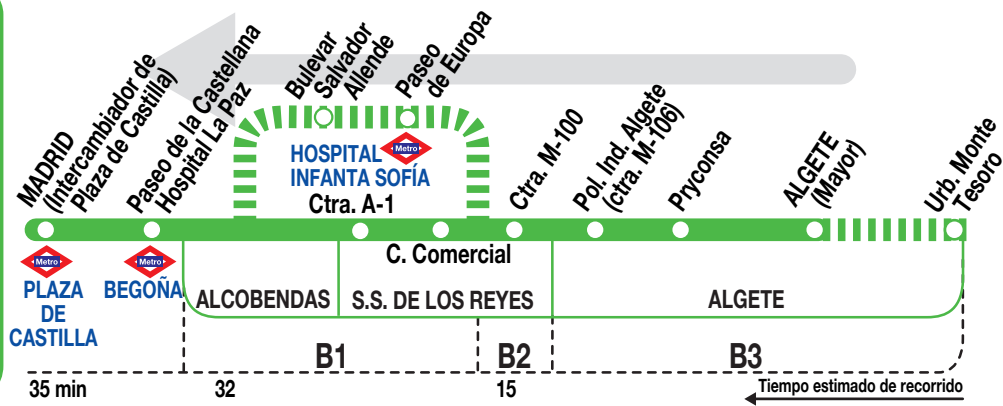 MADRID
(Intercambiador de
Plaza de Castilla)
Paseo de la Castellana
Hospital La Paz
Bulevar
Salvador
Allende
Paseo
de Europa
Ctra. M-100
Pol. Ind. Algete
(ctra. M-106)
Pryconsa
ALGETE
(Mayor)
Urb. Monte
Tesoro
Metro
HOSPITAL
INFANTA SOFÍA
Ctra. A-1
C. Comercial
Metro
PLAZA
DE
CASTILLA
Metro
BEGOÑA
ALCOBENDAS
S.S. DE LOS REYES
ALGETE
B1
B2
B3
35 min
32
15
Tiempo estimado de recorrido